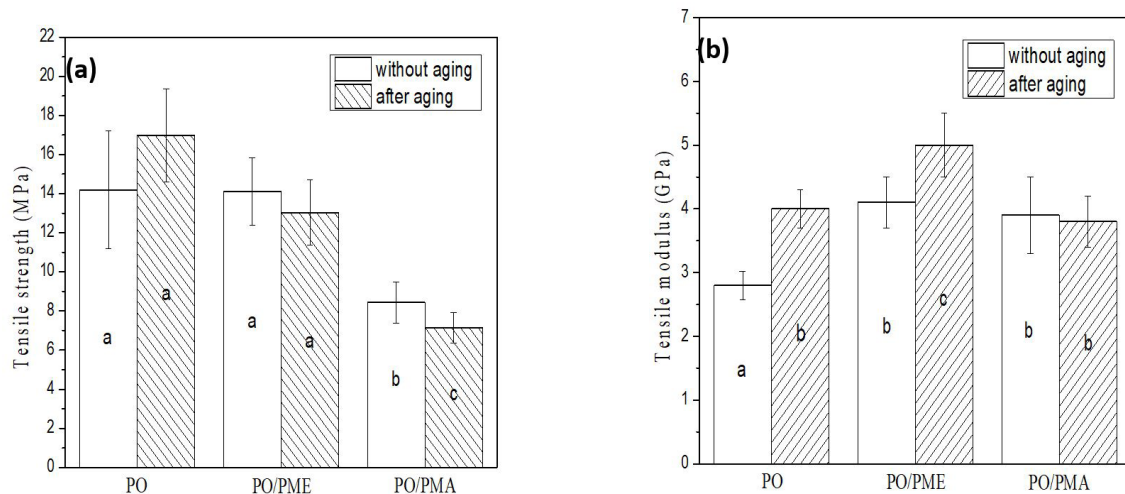 (a)
without aging
after aging
Tensile strength (MPa)
22
20
18
16
14
12
10
8
6
4
2
0
a
a
a
a
b
c
PO
PO/PME
PO/PMA
(b)
without aging
after aging
Tensile modulus (GPa)
7
6
5
4
3
2
1
0
a
b
b
c
b
b
PO
PO/PME
PO/PMA